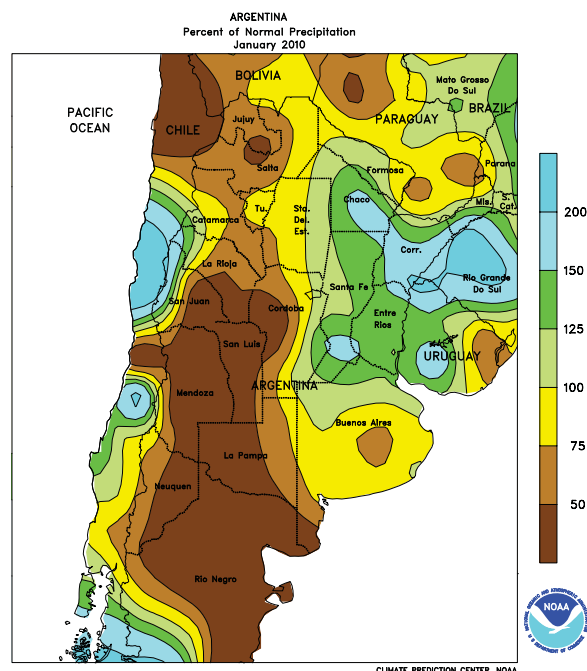 ARGENTINA
Percent of Normal Precipitation
January 2010
BOLIVIA
Mato Grosso
Do Sul
PACIFIC
OCEAN
BRAZIL
PARAGUAY
Jujuy
CHILE
Salta
Formosa
Parana
Chaco
Mis.
S.
Cat.
Tu.
Sta.
Del
Est.
Catamarca
200
Corr.
La Rioja
150
Rio Grande
Do Sul
Santa Fe
San Juan
Cordoba
Entre
Rios
125
San Luis
URUGUAY
100
ARGENTINA
Mendoza
Buenos Aires
75
La Pampa
Neuquen
50
Rio Negro
NOAA
CLIMATE PREDICTION CENTER, NOAA